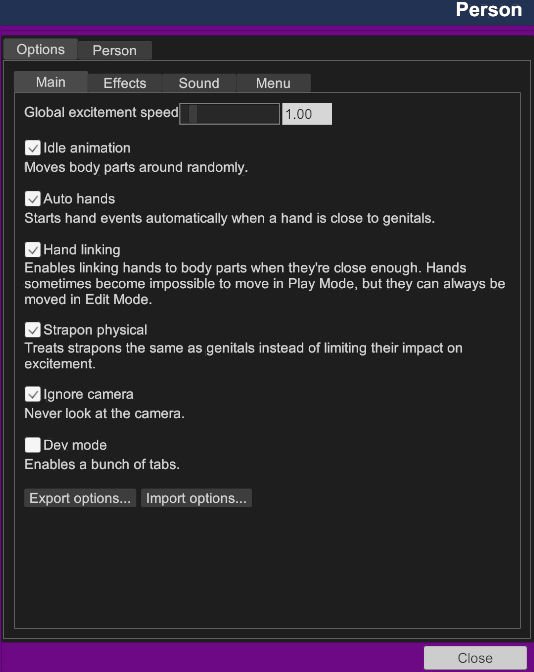 Person
Options Person
Main Effects Sound Menu
Global excitement speed 1.00
Idle animation
Moves body parts around randomly.
Auto hands
Starts hand events automatically when a hand is close to genitals.
Hand linking
Enables linking hands to body parts when they're close enough. Hands
sometimes become impossible to move in Play Mode, but they can always be
moved in Edit Mode.
Strapon physical
Treats strapons the same as genitals instead of limiting their impact on
excitement.
Ignore camera
Never look at the camera.
Dev mode
Enables a bunch of tabs.
Export options... Import options...
Close